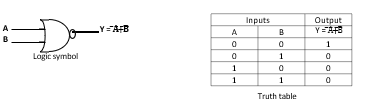 A
B
Y = A+B
Logic symbol
Inputs Output
A B Y = A+B
0 0 1
0 1 0
1 0 0
1 1 0
Truth table